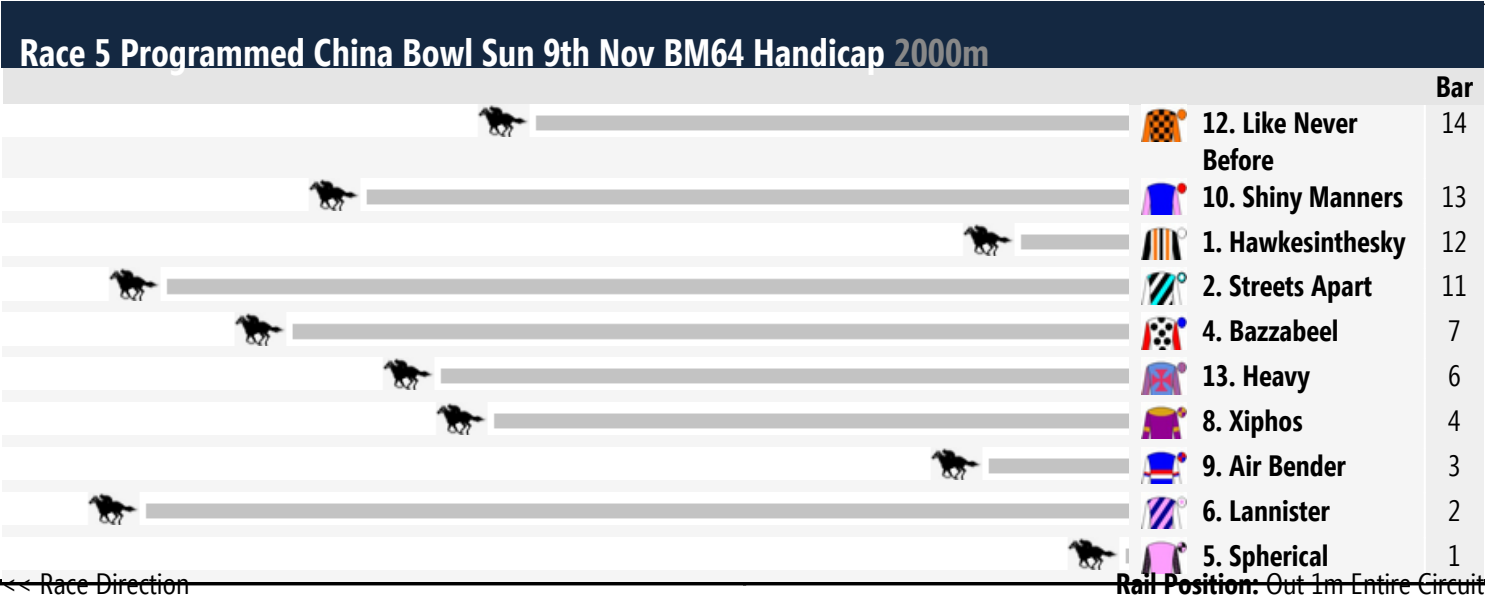 Race 5 Programmed China Bowl Sun 9th Nov BM64 Handicap 2000m
Bar
12. Like Never 14
Before
10. Shiny Manners 13
1. Hawkesinthesky 12
2. Streets Apart 11
4. Bazzabeel 7
13. Heavy 6
8. Xiphos 4
9. Air Bender 3
6. Lannister 2
5. Spherical 1
<< Race Direction Rail Position: Out 1m Entire Circuit